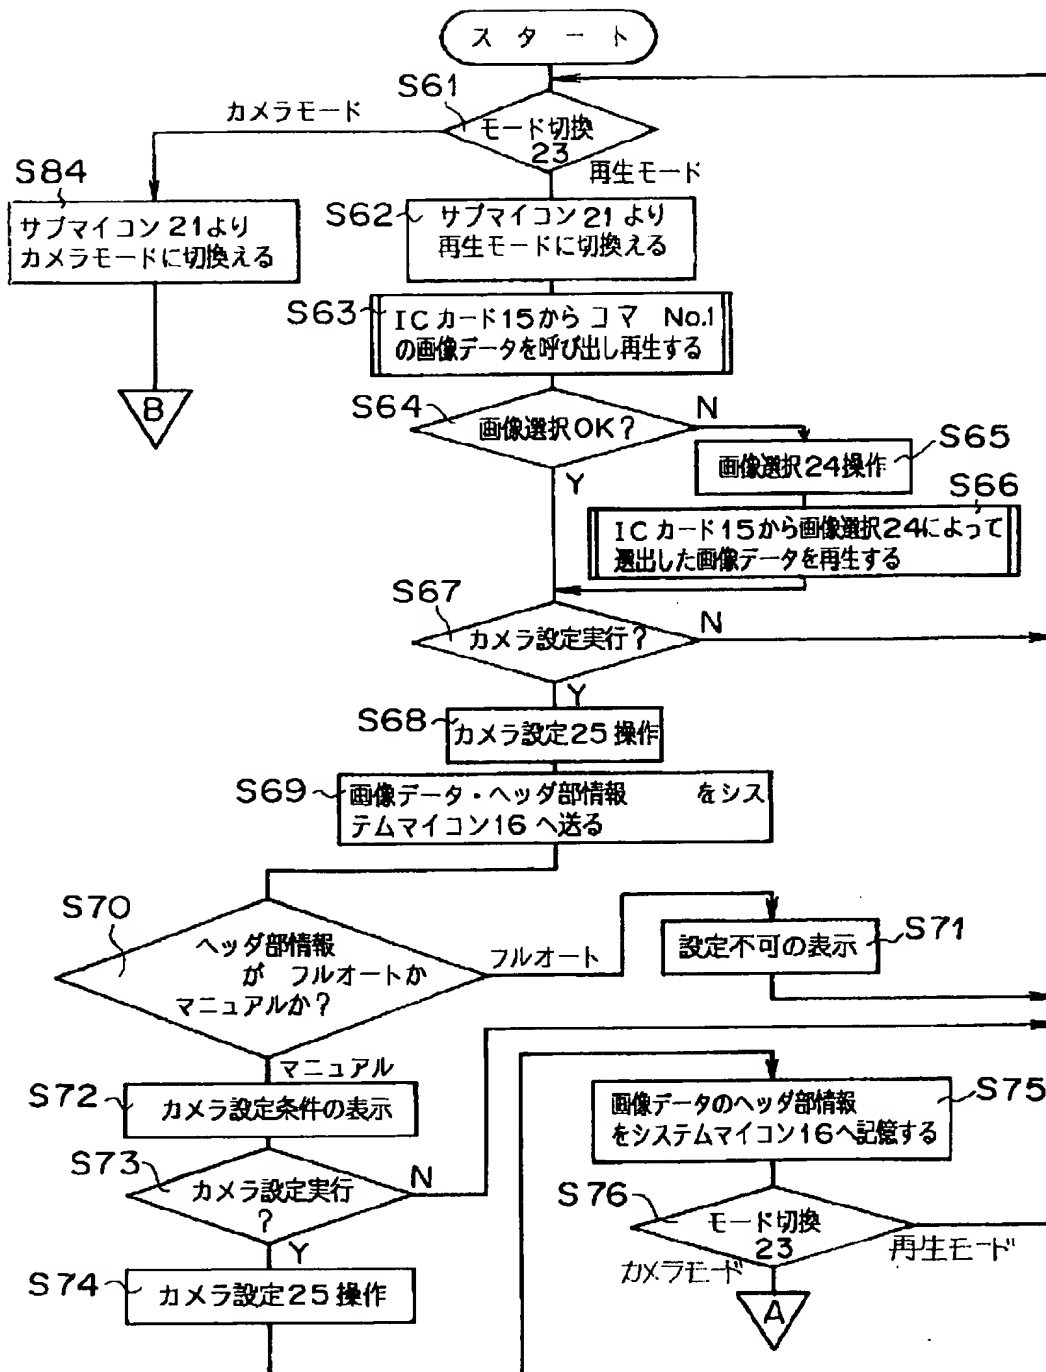 スタート
S61
カメラモード
モード切換
23
再生モード
S84
サブマイコン21より
カメラモードに切換える
S62
サブマイコン21より
再生モードに切換える
S63
ICカード15からコマ No.1
の画像データを呼び出し再生する
B
S64
画像選択OK?
N
Y
S65
画像選択24操作
S66
ICカード15から画像選択24によって
選出した画像データを再生する
S67
カメラ設定実行?
N
Y
S68
カメラ設定25操作
S69
画像データ・ヘッダ部情報 をシス
テムマイコン16へ送る
S70
ヘッダ部情報
が フルオートか
マニュアルか?
フルオート
S71
設定不可の表示
マニュアル
S72
カメラ設定条件の表示
S73
カメラ設定実行
?
N
Y
S74
カメラ設定25操作
S75
画像データのヘッダ部情報
をシステムマイコン16へ記憶する
S76
モード切換
23
カメラモード
再生モード
A